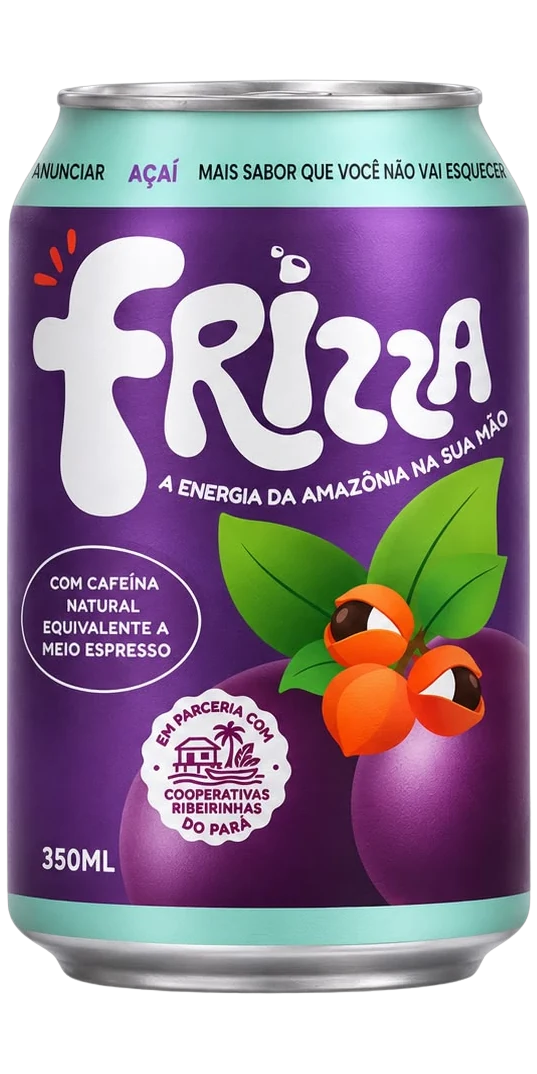 ANUNCIAR AÇAÍ MAIS SABOR QUE VOCÊ NÃO VAI ESQUECER
FRIZZA
A ENERGIA DA AMAZÔNIA NA SUA MÃO
COM CAFEÍNA
NATURAL
EQUIVALENTE A
MEIO ESPRESSO
EM PARCERIA COM
COOPERATIVAS
RIBEIRINHAS
DO PARÁ
350ML